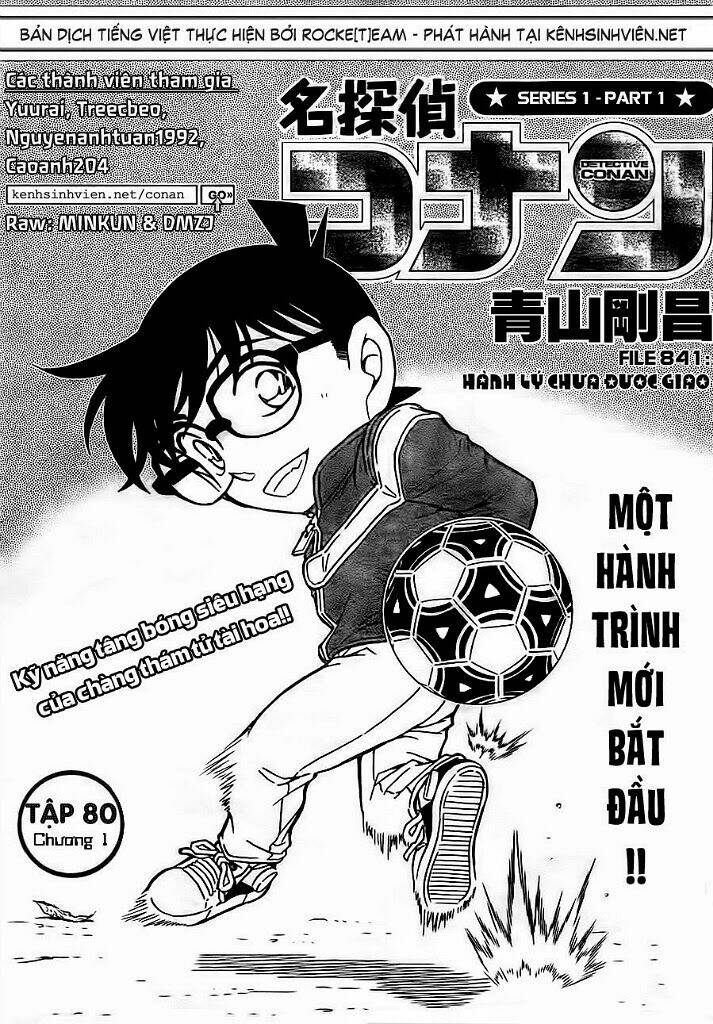 BẢN DỊCH TIẾNG VIỆT THỰC HIỆN BỞI ROCKE[T]EAM - PHÁT HÀNH TẠI KÊNHSINHVIÊN.NET
Các thành viên tham gia
Yuurai, Treecbeo,
Nguyenanhtuan1992,
Caoanh204
kenhsinhvien.net/conan GO»
Raw: MINKUN & DMZJ
★ SERIES 1 - PART 1 ★
名探偵
コナン
DETECTIVE
CONAN
青山剛昌
FILE 841:
HÀNH LÝ CHƯA ĐƯỢC GIAO
MỘT
HÀNH
TRÌNH
MỚI
BẮT
ĐẦU
!!
Kỹ năng tâng bóng siêu hạng
của chàng thám tử tài hoa!!
TẬP 80
Chương 1